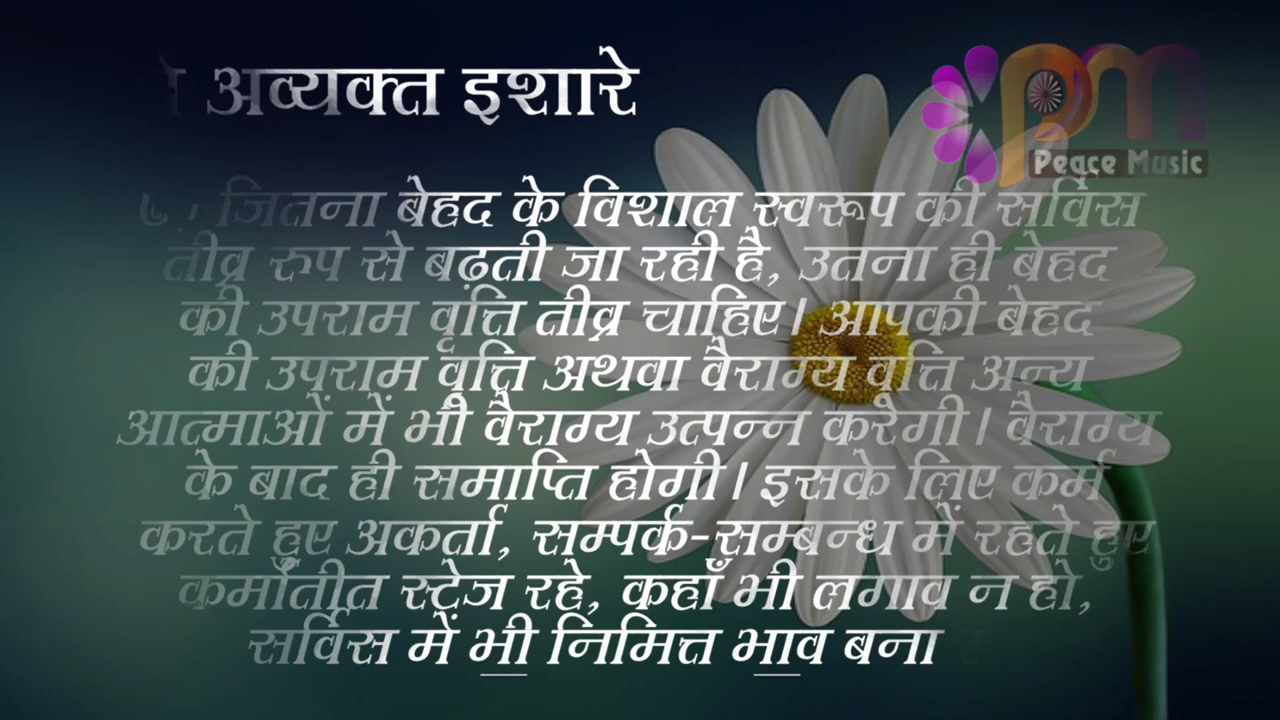 अव्यक्त इशारे
Peace Music
जितना बेहद के विशाल स्वरूप की सर्विस
तीव्र रुप से बढ़ती जा रही है, उतना ही बेहद
की उपराम वृत्ति तीव्र चाहिए। आपकी बेहद
की उपराम वृत्ति अथवा वैराग्य वृत्ति अन्य
आत्माओं में भी वैराग्य उत्पन्न करेगी। वैराग्य
के बाद ही समाप्ति होगी। इसके लिए कर्म
करते हुए अकर्ता, सम्पर्क-सम्बन्ध में रहते हुए
कर्मातीत स्टेज रहे, कहाँ भी लगाव न हो,
सर्विस में भी निमित्त भाव बना